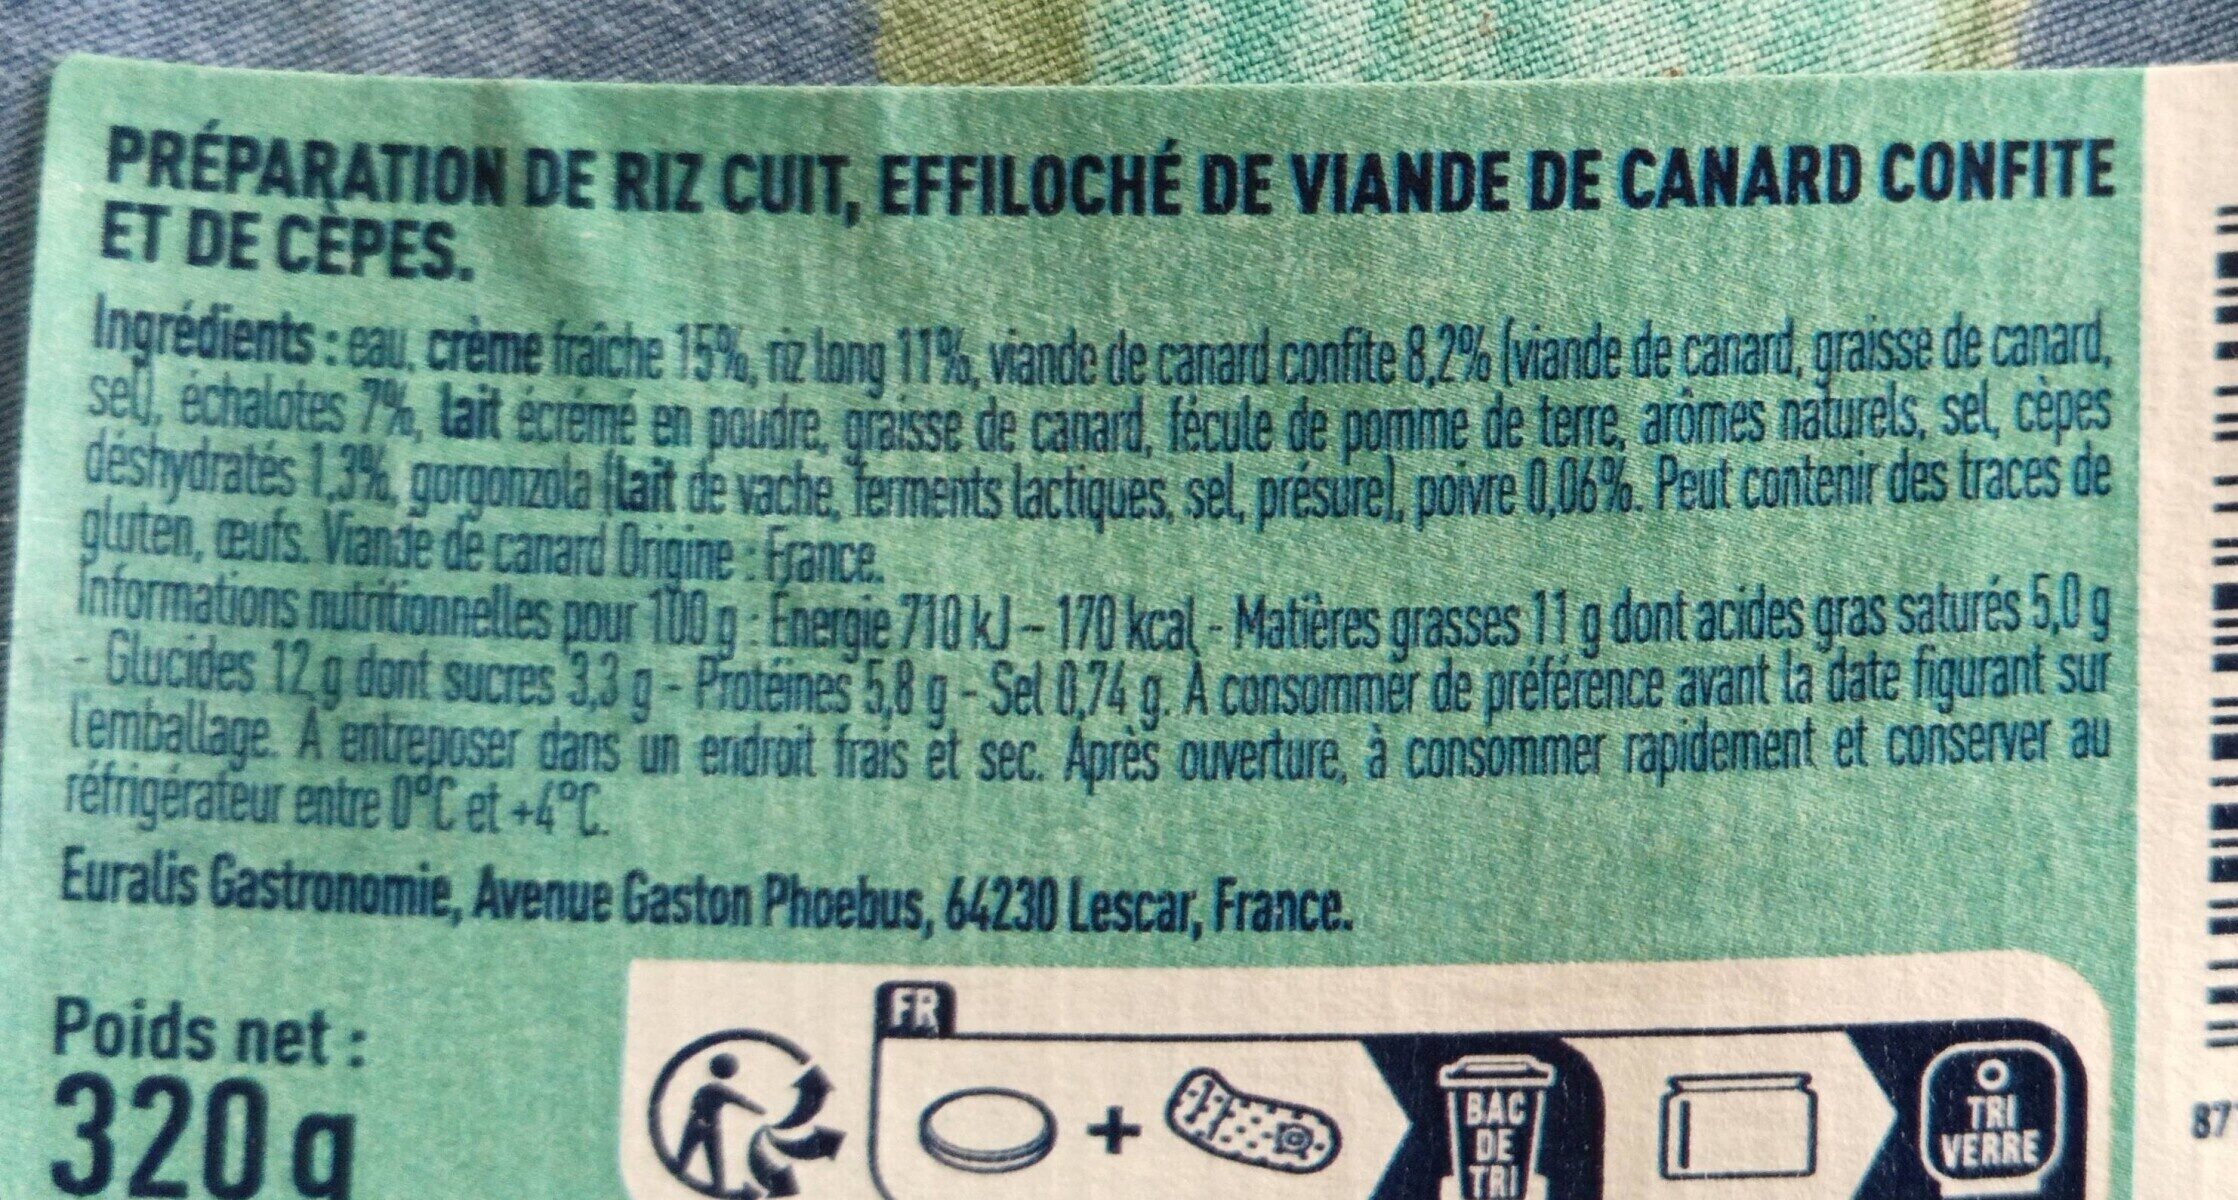 PRÉPARATION DE RIZ CUIT, EFFILOCHÉ DE VIANDE DE CANARD CONFITE
ET DE CÈPES.
Ingrédients : eau, crème fraîche 15%, riz long 11%, viande de canard confite 8,2% (viande de canard, graisse de canard,
sel), échalotes 7%, lait écrémé en poudre, graisse de canard, fécule de pomme de terre, arômes naturels, sel, cèpes
déshydratés 1,3%, gorgonzola (lait de vache, ferments lactiques, sel, présure), poivre 0,06%. Peut contenir des traces de
gluten, œufs. Viande de canard Origine : France.
Informations nutritionnelles pour 100 g : Énergie 710 kJ – 170 kcal - Matières grasses 11 g dont acides gras saturés 5,0 g
- Glucides 12 g dont sucres 3,3 g - Protéines 5,8 g - Sel 0,74 g. À consommer de préférence avant la date figurant sur
l'emballage. À entreposer dans un endroit frais et sec. Après ouverture, à consommer rapidement et conserver au
réfrigérateur entre 0°C et +4°C.
Euralis Gastronomie, Avenue Gaston Phoebus, 64230 Lescar, France.
Poids net :
320 g
FR
+
BAC
DE
TRI
TRI
VERRE
87